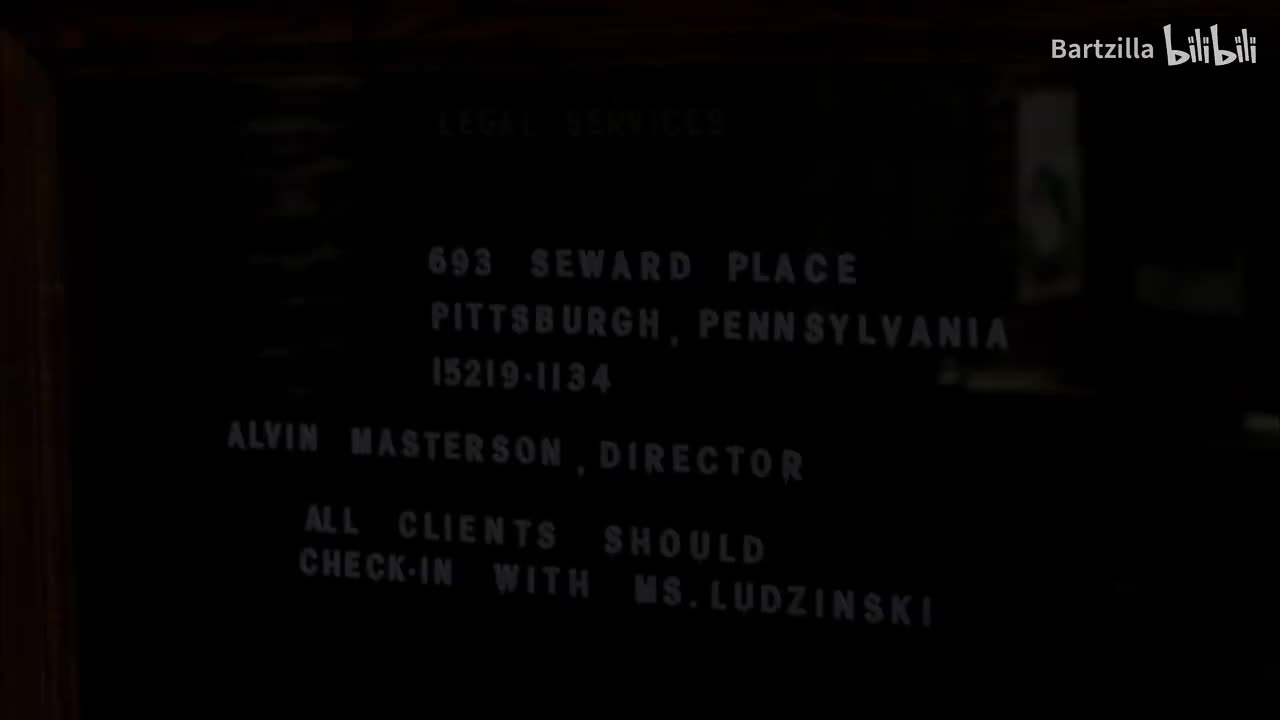 Bartzilla bilibili
LEGAL SERVICES
693 SEWARD PLACE
PITTSBURGH, PENNSYLVANIA
15219-1134
ALVIN MASTERSON, DIRECTOR
ALL CLIENTS SHOULD
CHECK-IN WITH MS. LUDZINSKI